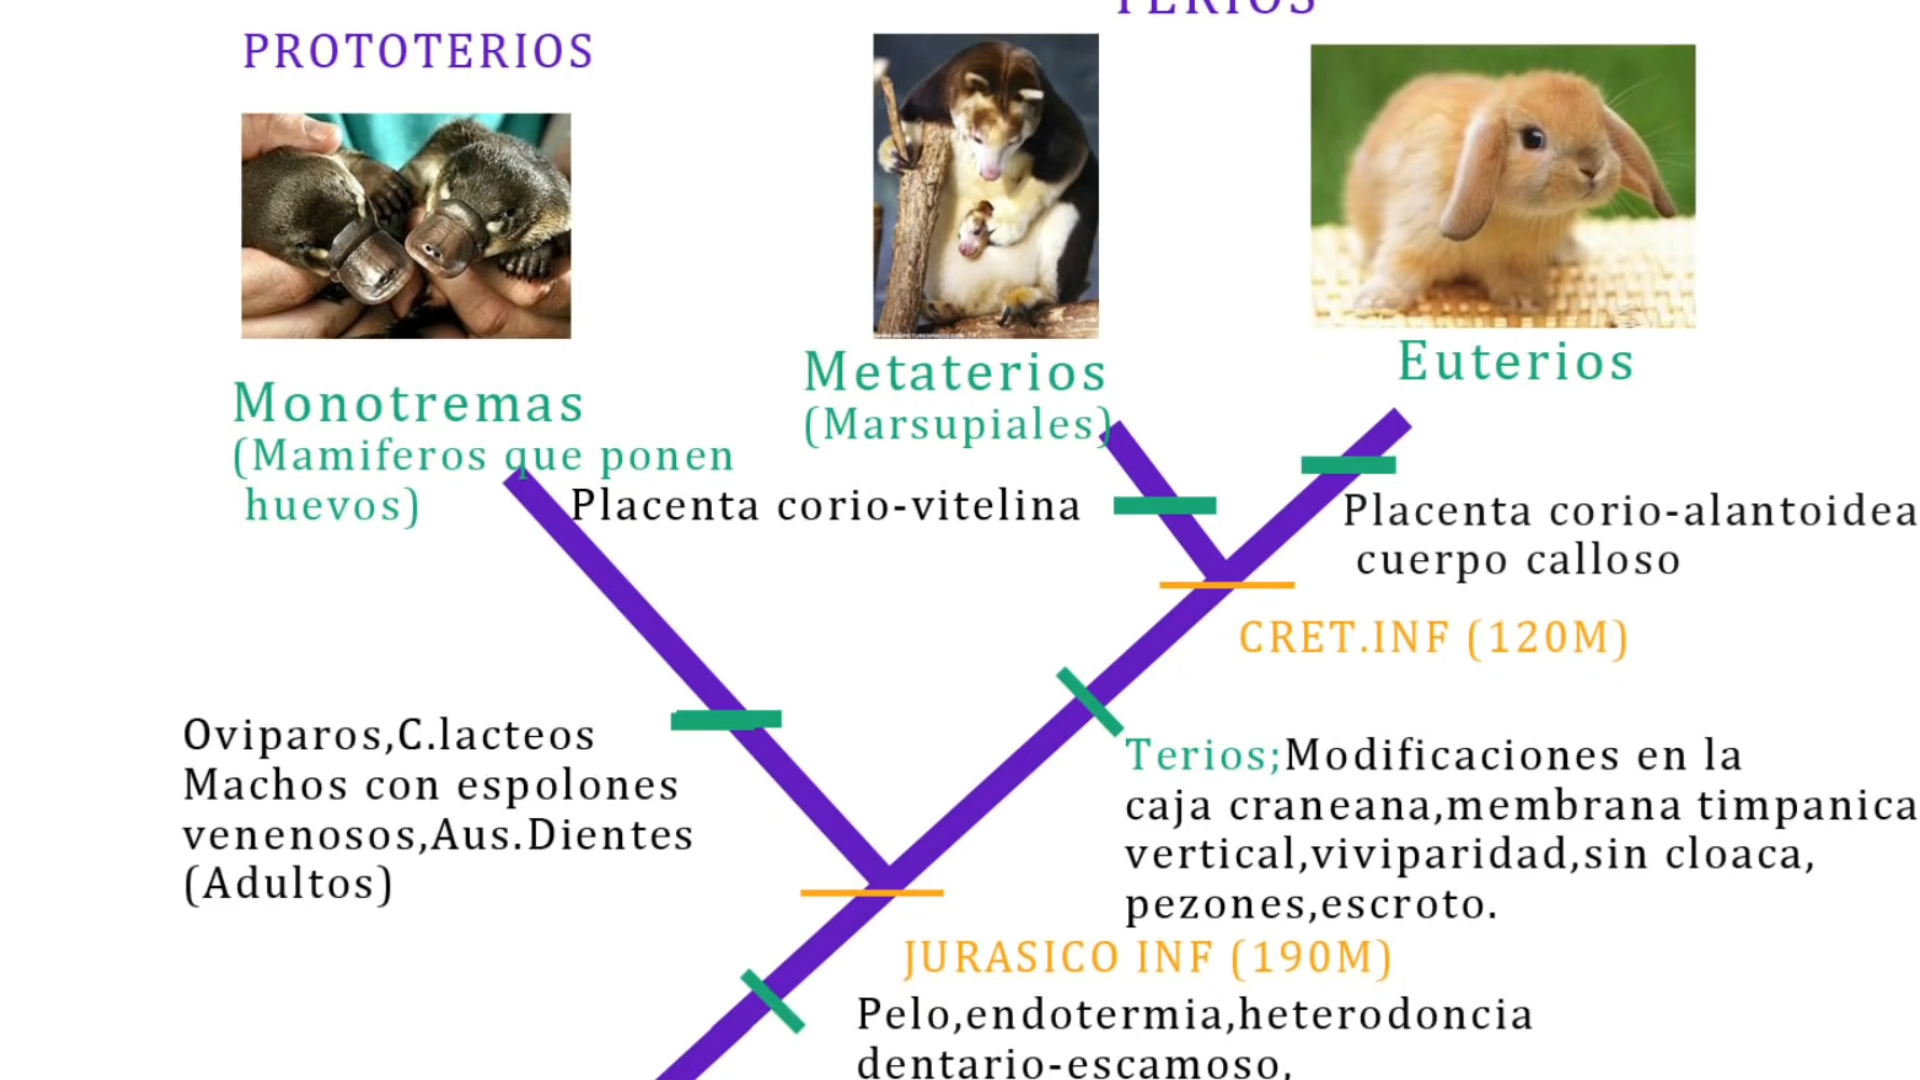 TERIOS
PROTOTERIOS
Metaterios
(Marsupiales)
Euterios
Monotremas
(Mamiferos que ponen
huevos)
Placenta corio-vitelina
Placenta corio-alantoidea
cuerpo calloso
CRET.INF (120M)
Oviparos,C.lacteos
Machos con espolones
venenosos,Aus.Dientes
(Adultos)
Terios;Modificaciones en la
caja craneana,membrana timpanica
vertical,viviparidad,sin cloaca,
pezones,escroto.
JURASICO INF (190M)
Pelo,endotermia,heterodoncia
dentario-escamoso,